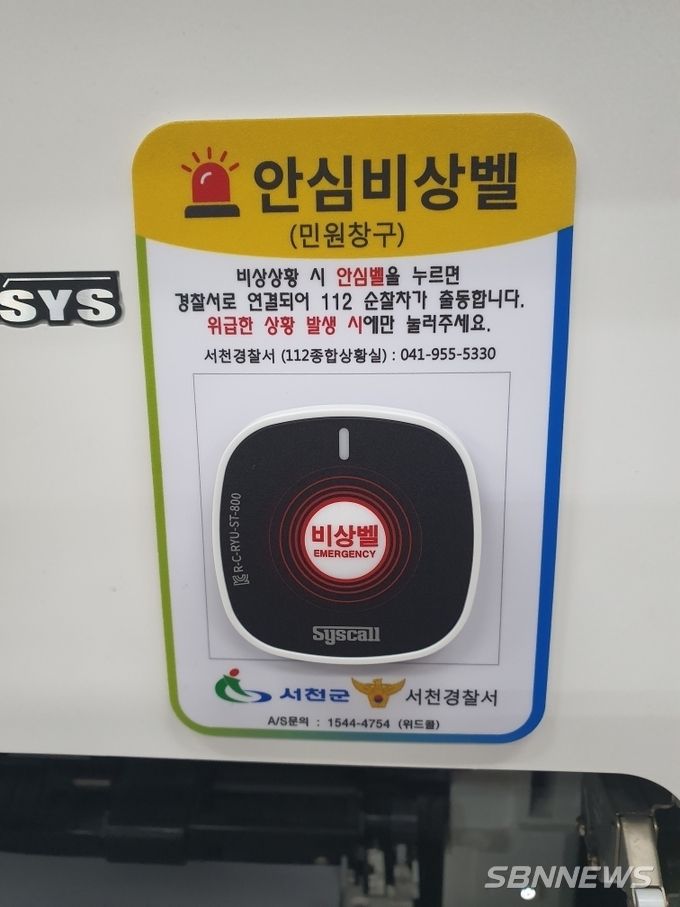 안심비상벨
(민원창구)
SYS
비상상황 시 안심벨을 누르면
경찰서로 연결되어 112 순찰차가 출동합니다.
위급한 상황 발생 시에만 눌러주세요.
서천경찰서 (112종합상황실) : 041-955-5330
R-C-RYU-ST-800
비상벨
EMERGENCY
Syscall
서천군 서천경찰서
A/S문의 : 1544-4754 (위드콜)
SBNNEWS